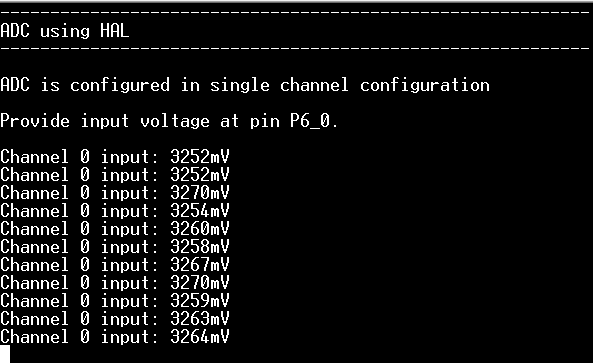 -----------------------------------------------------------
ADC using HAL
-----------------------------------------------------------
ADC is configured in single channel configuration
Provide input voltage at pin P6_0.
Channel 0 input: 3252mV
Channel 0 input: 3252mV
Channel 0 input: 3270mV
Channel 0 input: 3254mV
Channel 0 input: 3260mV
Channel 0 input: 3258mV
Channel 0 input: 3267mV
Channel 0 input: 3270mV
Channel 0 input: 3259mV
Channel 0 input: 3263mV
Channel 0 input: 3264mV